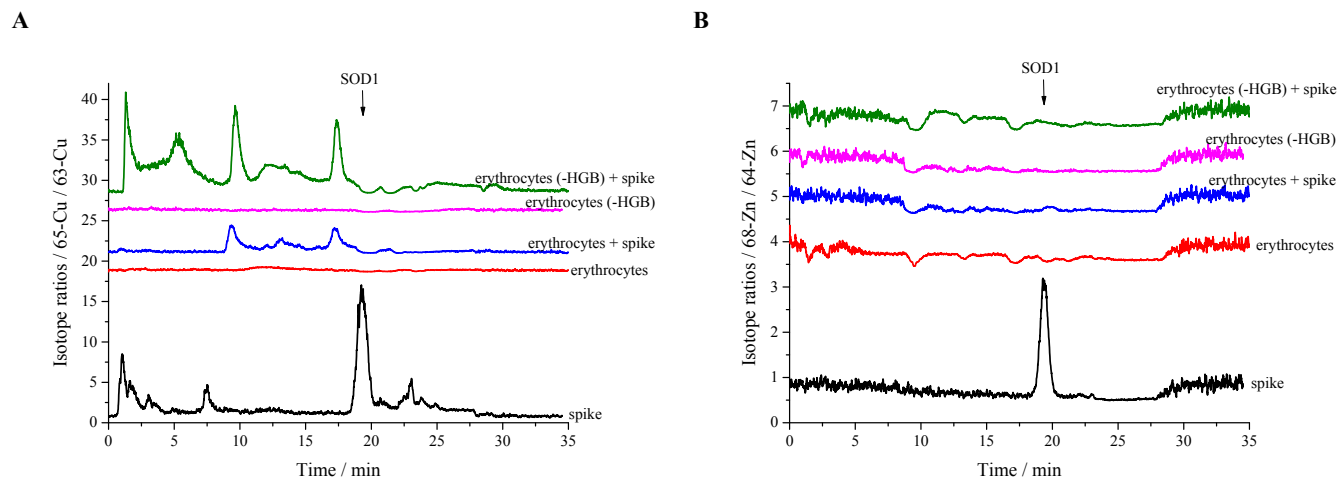 A
SOD1
Isotope ratios / 65-Cu / 63-Cu
40
35
30
25
20
15
10
5
0
erythrocytes (-HGB) + spike
erythrocytes (-HGB)
erythrocytes + spike
erythrocytes
spike
0 5 10 15 20 25 30 35
Time / min
B
SOD1
Isotope ratios / 68-Zn / 64-Zn
7
6
5
4
3
2
1
0
erythrocytes (-HGB) + spike
erythrocytes (-HGB)
erythrocytes + spike
erythrocytes
spike
0 5 10 15 20 25 30 35
Time / min